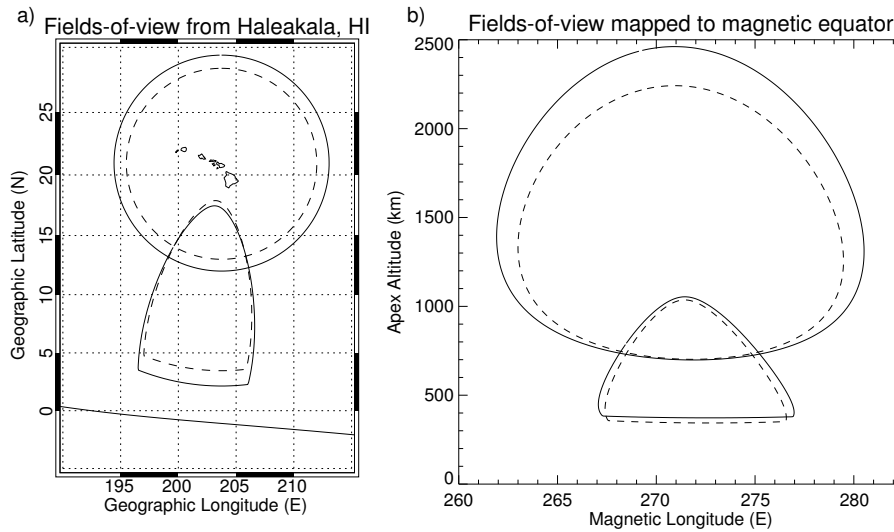 a)
Fields-of-view from Haleakala, HI
Geographic Latitude (N)
25
20
15
10
5
0
195 200 205 210
Geographic Longitude (E)
b)
Fields-of-view mapped to magnetic equator
Apex Altitude (km)
2500
2000
1500
1000
500
0
260 265 270 275 280
Magnetic Longitude (E)